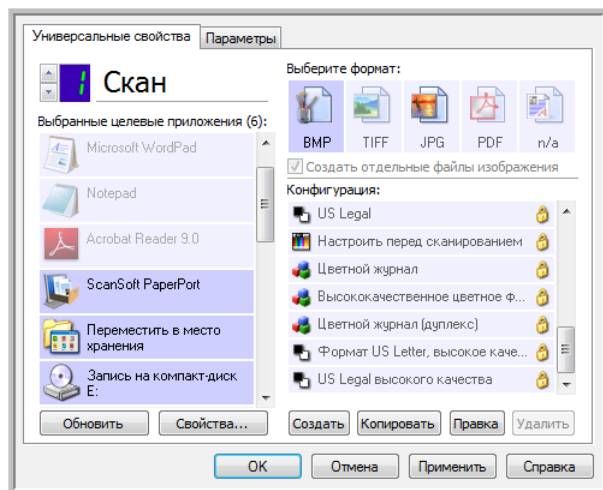 Универсальные свойства
Параметры
1 Скан
Выбранные целевые приложения (6):
Microsoft WordPad
Notepad
Acrobat Reader 9.0
ScanSoft PaperPort
Переместить в место
хранения
Запись на компакт-диск
E:
Обновить
Свойства...
Выберите формат:
BMP
TIFF
JPG
PDF
n/a
Создать отдельные файлы изображения
Конфигурация:
US Legal
Настроить перед сканированием
Цветной журнал
Высококачественное цветное ф...
Цветной журнал (дуплекс)
Формат US Letter, высокое каче...
US Legal высокого качества
Создать
Копировать
Правка
Удалить
OK
Отмена
Применить
Справка